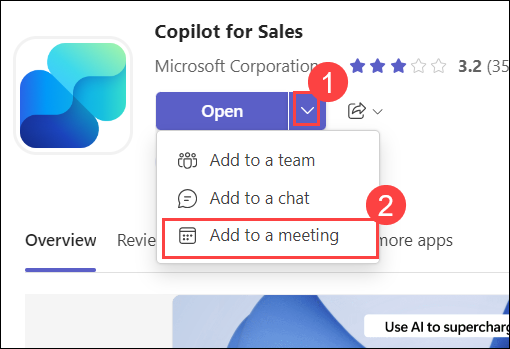 Copilot for Sales
Microsoft Corporation 3.2 (35
1
Open
Add to a team
Add to a chat
2
Add to a meeting
Overview Revie more apps
Use AI to supercharg